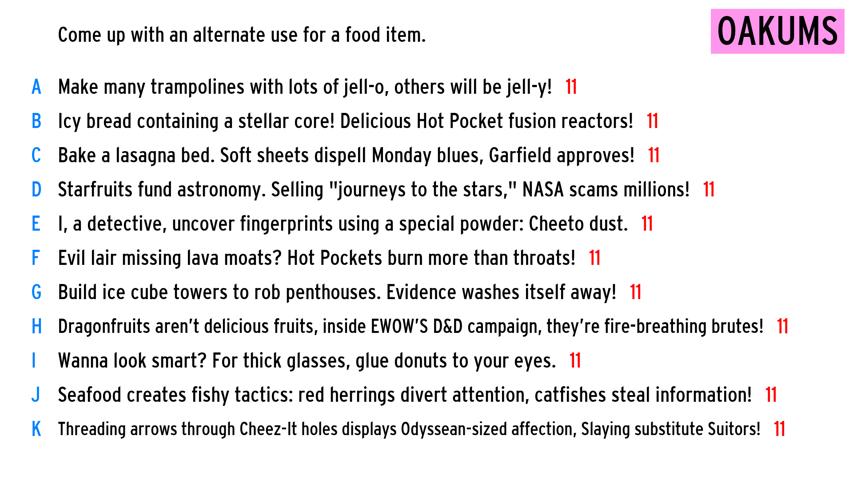 Come up with an alternate use for a food item.
OAKUMS
A Make many trampolines with lots of jell-o, others will be jell-y! 11
B Icy bread containing a stellar core! Delicious Hot Pocket fusion reactors! 11
C Bake a lasagna bed. Soft sheets dispell Monday blues, Garfield approves! 11
D Starfruits fund astronomy. Selling "journeys to the stars," NASA scams millions! 11
E I, a detective, uncover fingerprints using a special powder: Cheeto dust. 11
F Evil lair missing lava moats? Hot Pockets burn more than throats! 11
G Build ice cube towers to rob penthouses. Evidence washes itself away! 11
H Dragonfruits aren't delicious fruits, inside EWOW'S D&D campaign, they're fire-breathing brutes! 11
I Wanna look smart? For thick glasses, glue donuts to your eyes. 11
J Seafood creates fishy tactics: red herrings divert attention, catfishes steal information! 11
K Threading arrows through Cheez-It holes displays Odyssean-sized affection, Slaying substitute Suitors! 11